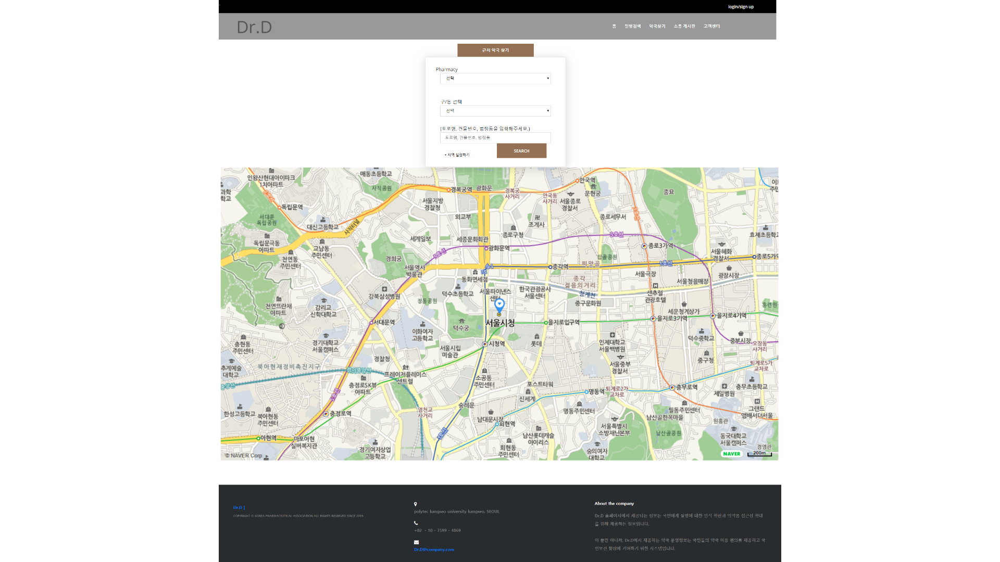 login/sign up
Dr.D
홈 질병검색 약국찾기 소통 게시판 고객센터
근처 약국 찾기
Pharmacy
선택
구/동 선택
선택
(도로명, 건물번호, 법정동을 입력해주세요.)
도로명, 건물번호, 법정동
+ 지역 설정하기
SEARCH
매동초등학교
인왕산현대아이파크
1차아파트
사직공원
경복궁역
광화문
안국역
이화
주민
과학
고등학교
운현궁
종묘
경복궁
사거리
안국동
사거리
서울종로
경찰서
서울지방
경찰청
독립문역
서대문
독립공원
외교부
조계사
종로세무서
대신고등학교
사직터널
효제초등학교
종로구청
세계일보
세종문화회관
5호선
독립문극동
아파트
교남동
주민센터
광화문역
종로3가역
서울혜화
경찰서
종로5가역
천연동
주민센터
경희궁
5호선
탑골공원
서울역사
박물관
종각역
피맛골
1호선
서울극장
광장시장
동화면세점
종각
젊음의거리
서울청음매장
강북삼성병원
덕수초등학교
서울파이낸스
센터
한국관광공사
서울센터
청계천
센추럴
관광호텔
정동공원
중구문화원
천연뜨란채
아파트
감리교
신학대학교
훈련원
세운청계상가
을지로3가역
을지로4가역
서대문역
서울시청
을지로입구역
덕수궁
이화여자
고등학교
충현동
주민센터
경기대학교
서울캠퍼스
시청역
롯데
인제대학교
서울백병원
덕수중학교
중부시장
오장동
사거리
서울시립
미술관
경찰청
중구청
추계예술
대학교
북아현재정비촉진지구
경의중앙선
프레이저플레이스
센트럴
서울중부
경찰서
퇴계로5가
교차로
소공동
주민센터
포스트타워
충정로SK뷰
아파트
중앙선
5호선
명동역
퇴계로2가
교차로
충무로역
제일병원
충무초등학교
신세계
숭례문
염천교
사거리
한성고등학교
북아현동
주민센터
충정로역
명동주민센터
필동주민센터
그랜드
앰배서더서울
남대문시장
회현역
남산골한옥마을
원흥관
서울특별시
소방재난본부
남산롯데캐슬
아이리스
남산골공원
동국대학교
서울캠퍼스
1호선
아현역
마포아현
실버복지관
경기여자상업
고등학교
회현동
주민센터
숭의여자
대학교
경영관
© NAVER Corp.
NAVER
200m
Dr.D |
COPYRIGHT © KOREA PHARMACEUTICAL ASSOCIATION ALL RIGHTS RESERVED SINCE 2019
polytec kangseo university kangseo, SEOUL
+82 - 10 - 7599 - 4869
Dr.D@company.com
About the company
Dr.D 홈페이지에서 제공되는 정보는 국민에게 질병에 대한 인식 확산과 의약품 접근성 확대
를 위해 제공하는 정보입니다.
이 뿐만 아니라, Dr.D에서 제공하는 약국 운영정보는 국민들의 약국 이용 편의를 제공하고 국
민보건 향상에 기여하기 위한 시스템입니다.